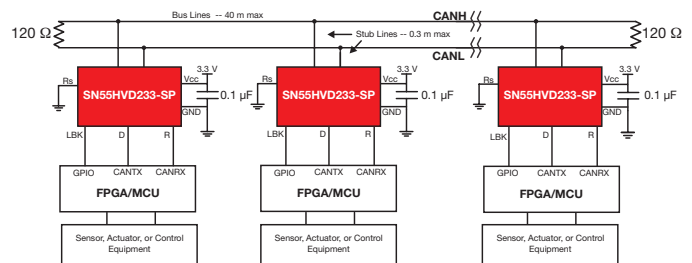 Bus Lines -- 40 m max
CANH
120 Ω
Stub Lines -- 0.3 m max
120 Ω
CANL
Rs
SN55HVD233-SP
Vcc
3.3 V
0.1 µF
GND
LBK
D
R
GPIO
CANTX
CANRX
FPGA/MCU
Sensor, Actuator, or Control
Equipment
Rs
SN55HVD233-SP
Vcc
3.3 V
0.1 µF
GND
LBK
D
R
GPIO
CANTX
CANRX
FPGA/MCU
Sensor, Actuator, or Control
Equipment
Rs
SN55HVD233-SP
Vcc
3.3 V
0.1 µF
GND
LBK
D
R
GPIO
CANTX
CANRX
FPGA/MCU
Sensor, Actuator, or Control
Equipment